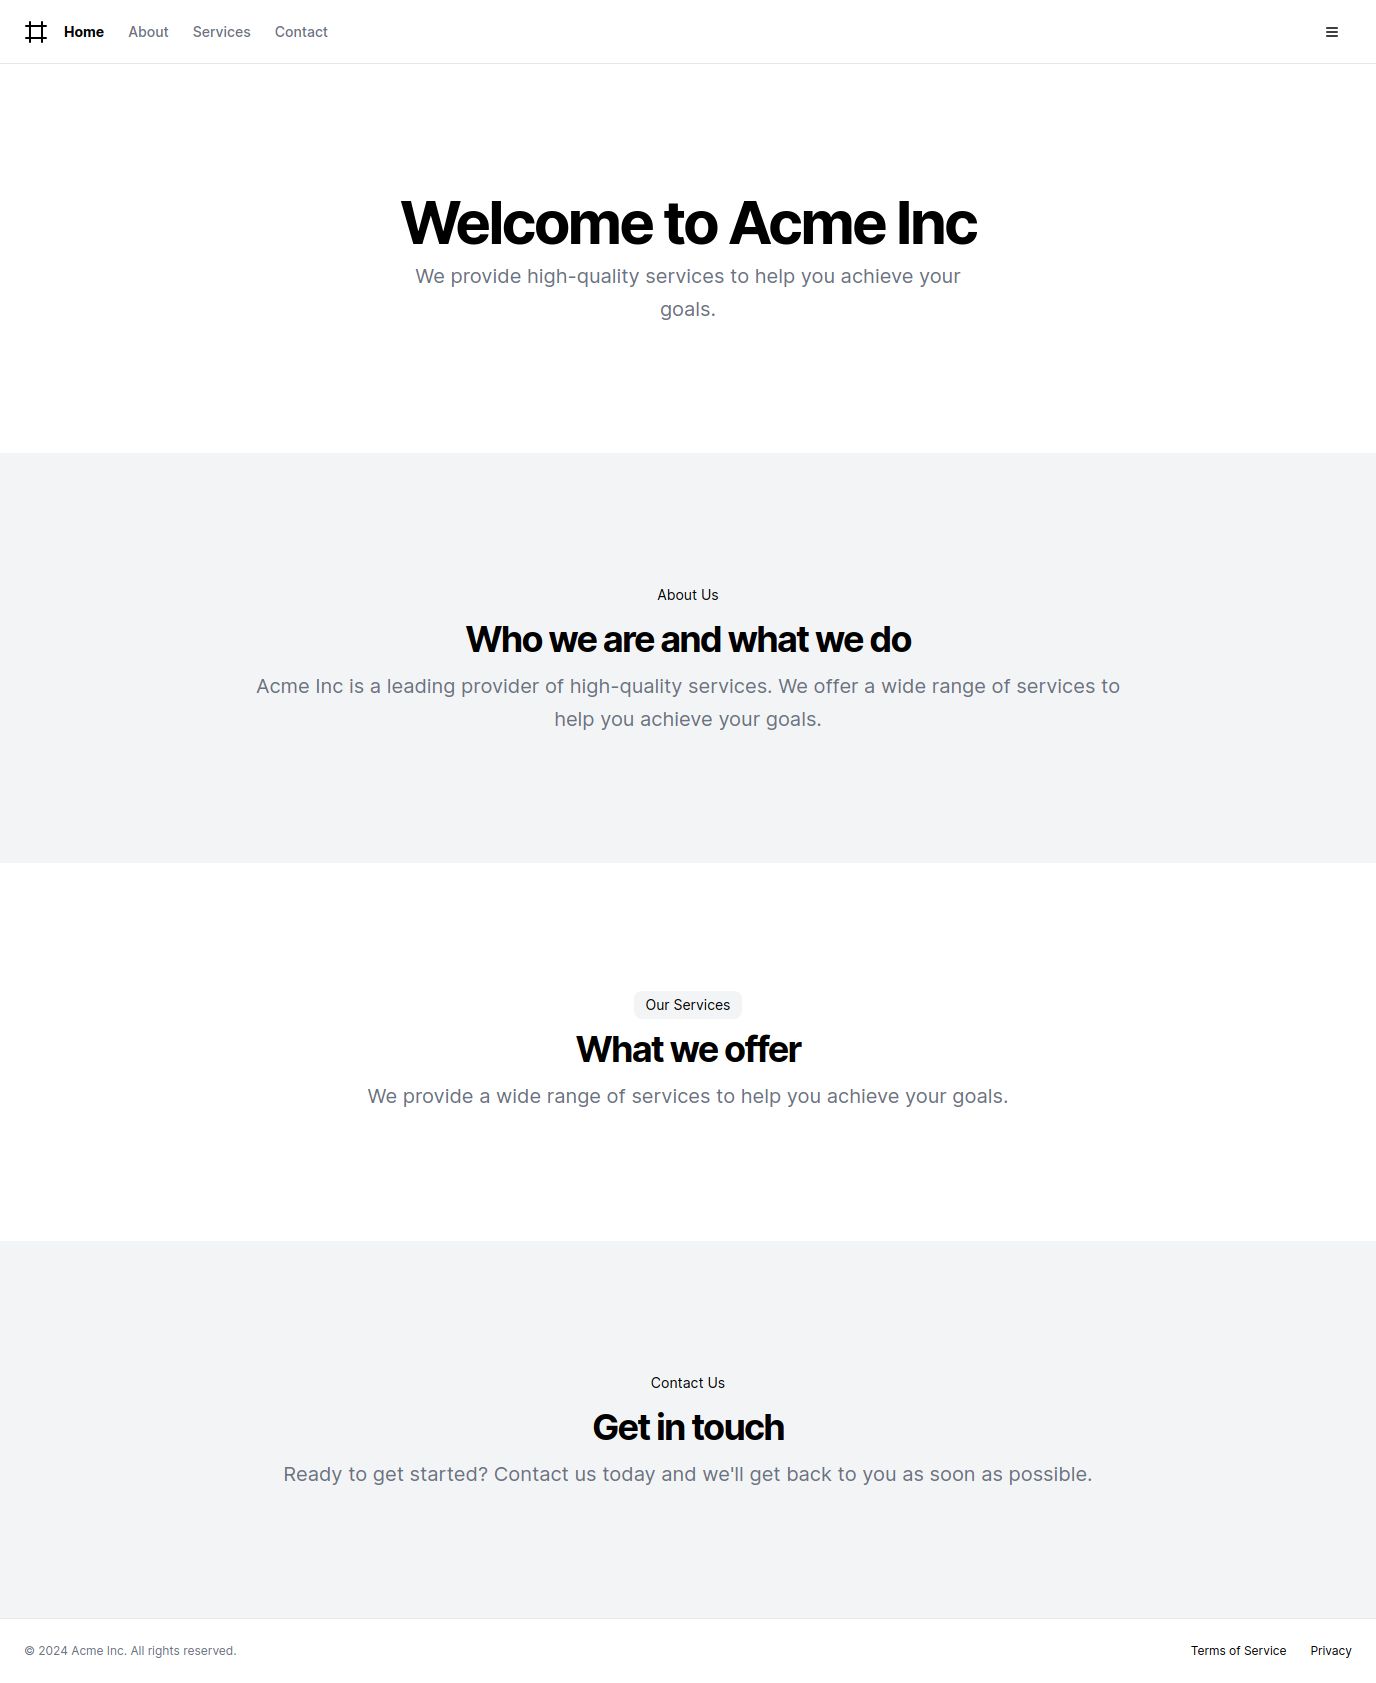 Home About Services Contact
Welcome to Acme Inc
We provide high-quality services to help you achieve your
goals.
About Us
Who we are and what we do
Acme Inc is a leading provider of high-quality services. We offer a wide range of services to
help you achieve your goals.
Our Services
What we offer
We provide a wide range of services to help you achieve your goals.
Contact Us
Get in touch
Ready to get started? Contact us today and we'll get back to you as soon as possible.
© 2024 Acme Inc. All rights reserved. Terms of Service Privacy